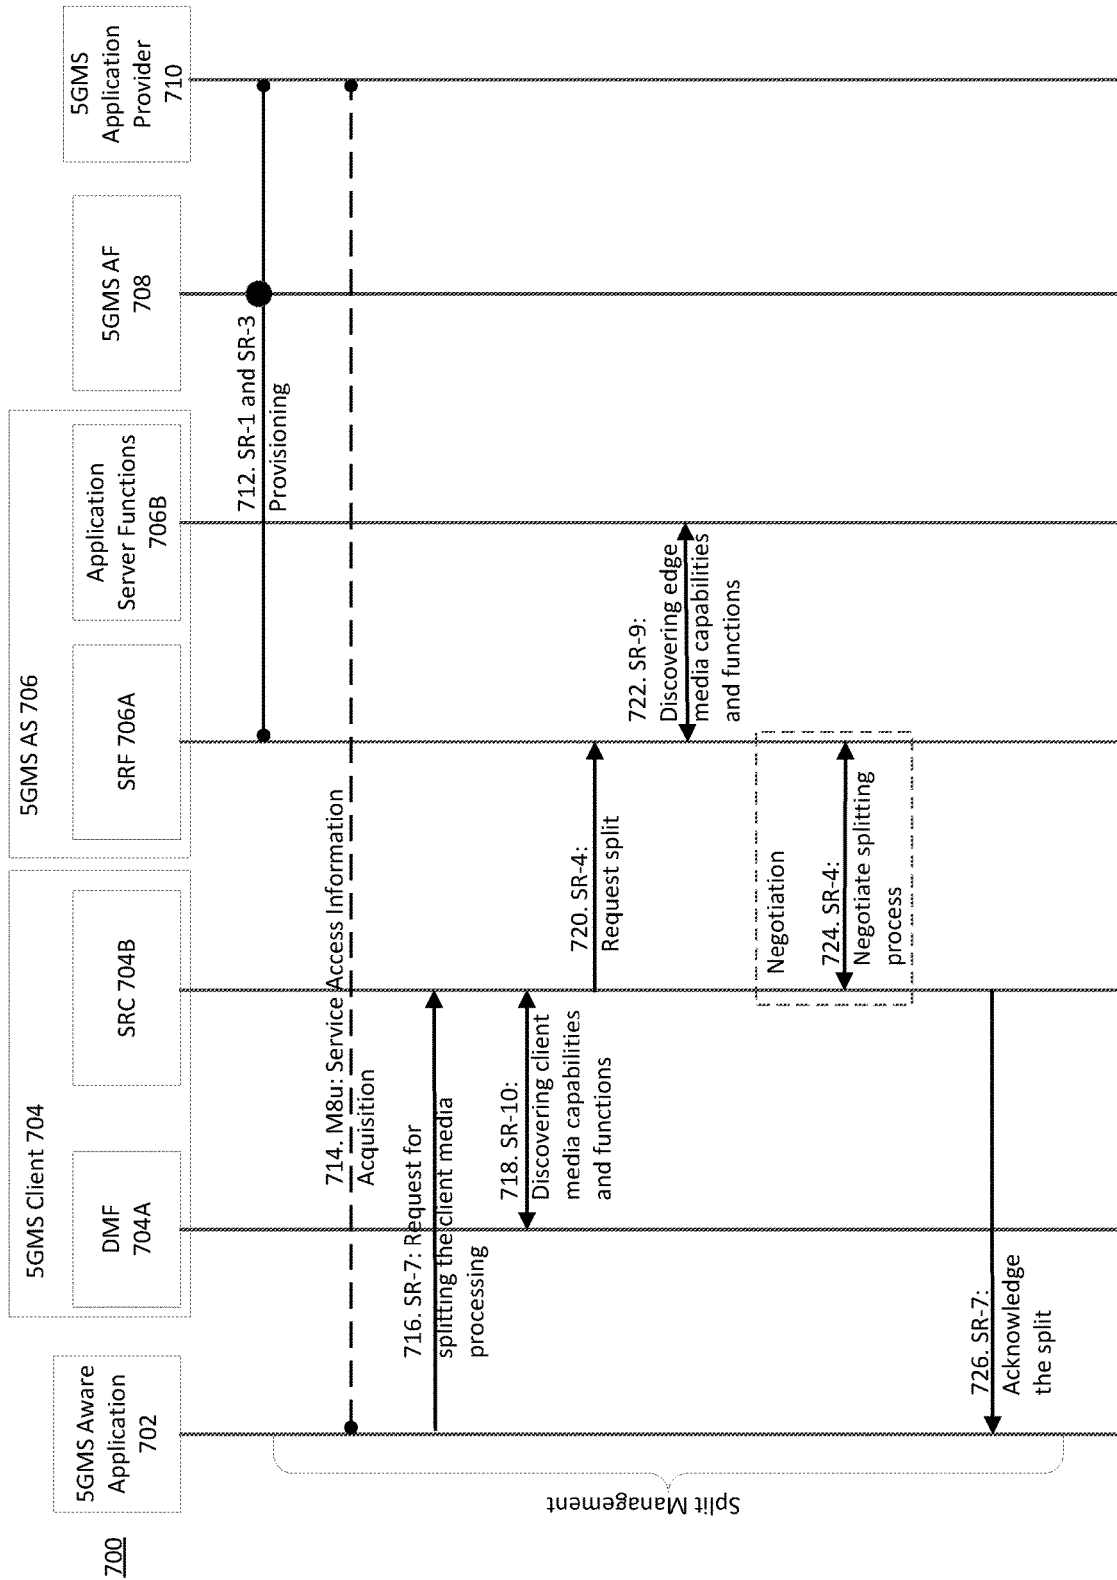 700
5GMS Aware
Application
702
5GMS Client 704
DMF
704A
SRC 704B
5GMS AS 706
SRF 706A
Application
Server Functions
706B
5GMS AF
708
5GMS
Application
Provider
710
712. SR-1 and SR-3
Provisioning
714. M8u: Service Access Information
Acquisition
716. SR-7: Request for
splitting the client media
processing
718. SR-10:
Discovering client
media capabilities
and functions
720. SR-4:
Request split
722. SR-9:
Discovering edge
media capabilities
and functions
Negotiation
724. SR-4:
Negotiate splitting
process
726. SR-7:
Acknowledge
the split
Split Management